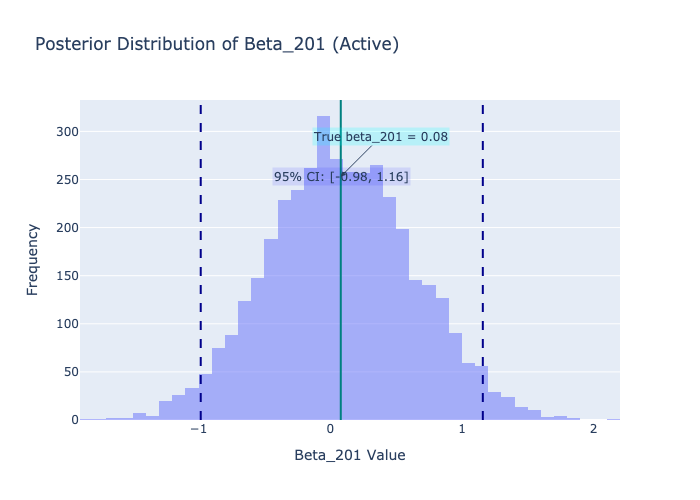 Posterior Distribution of Beta_201 (Active)
True beta_201 = 0.08
95% CI: [-0.98, 1.16]
300
250
200
150
100
50
0
−1
0
1
2
Frequency
Beta_201 Value